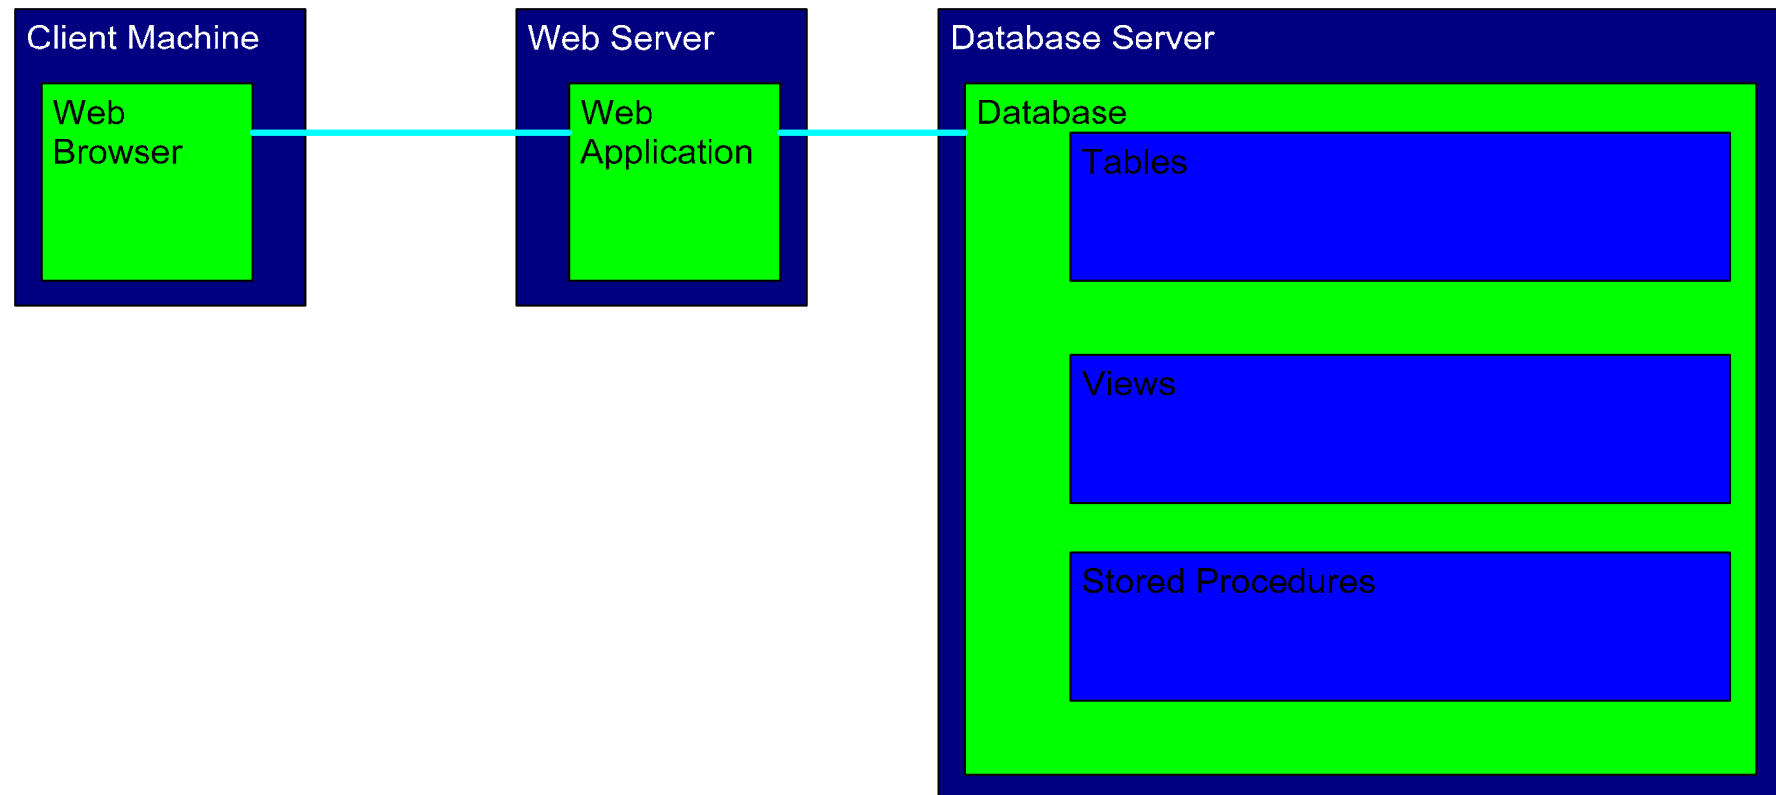 Client Machine
Web
Browser
Web Server
Web
Application
Database Server
Database
Tables
Views
Stored Procedures